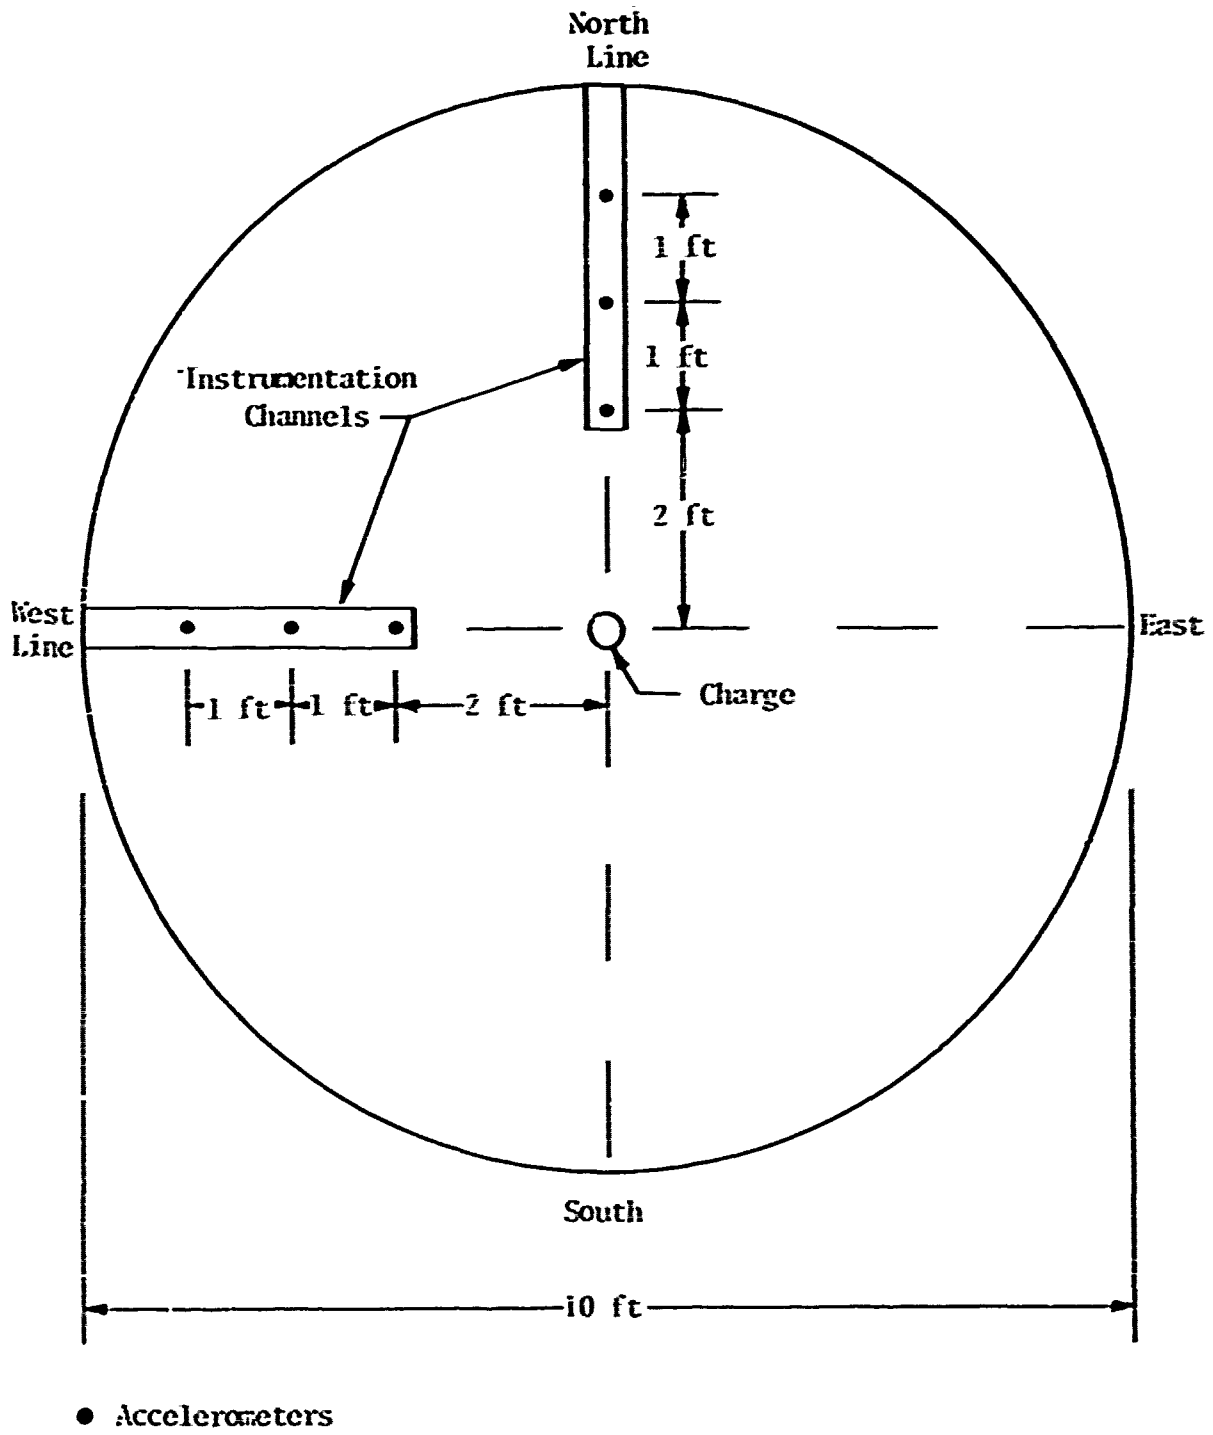 North
Line
1 ft
1 ft
Instrumentation
Channels
2 ft
West
Line
East
Charge
1 ft
1 ft
2 ft
South
10 ft
Accelerometers